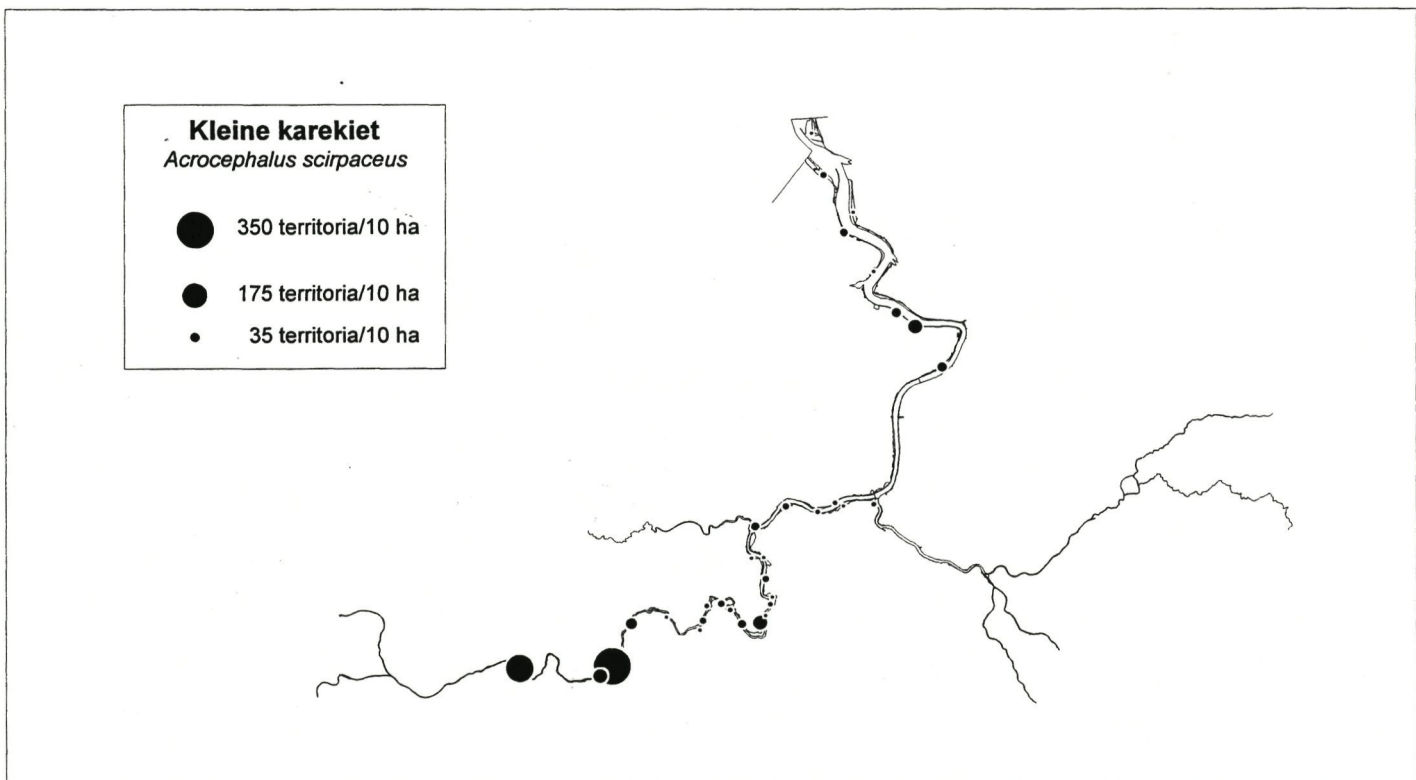 Kleine karekiet
Acrocephalus scirpaceus
350 territoria/10 ha
175 territoria/10 ha
35 territoria/10 ha